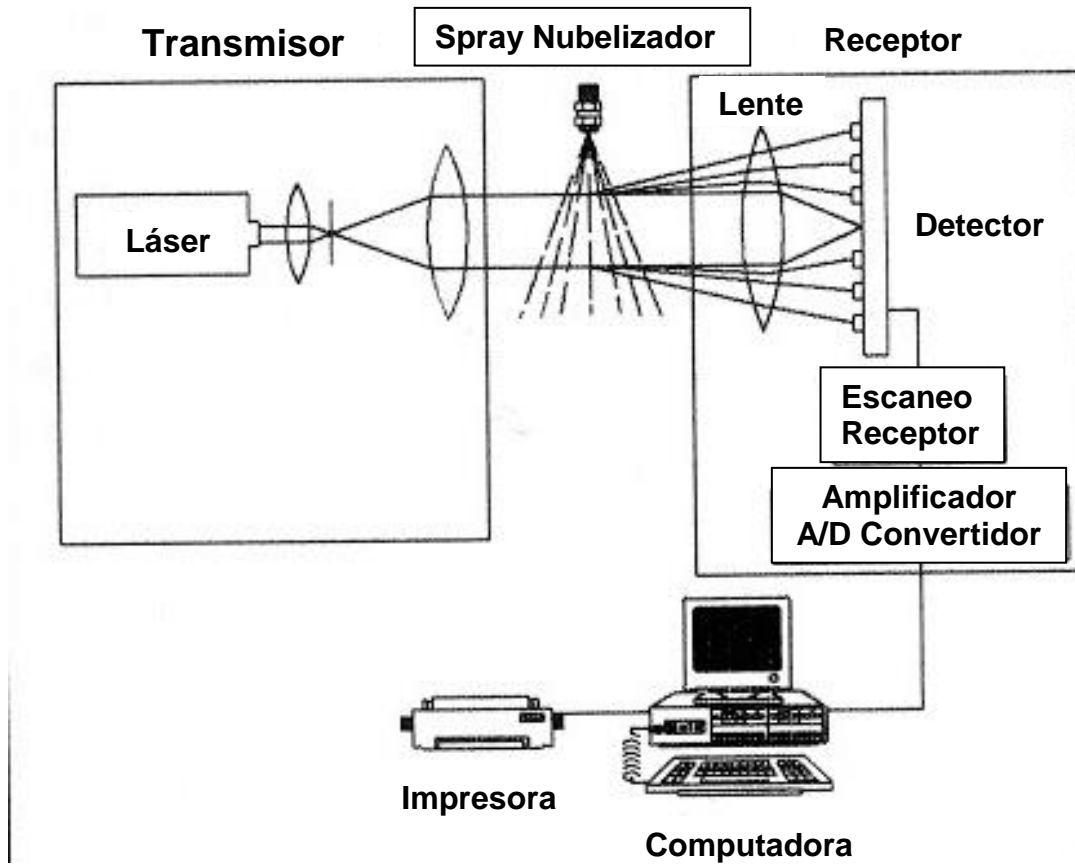 Transmisor
Spray Nubelizador
Receptor
Lente
Láser
Detector
Escaneo
Receptor
Amplificador
A/D Convertidor
Impresora
Computadora